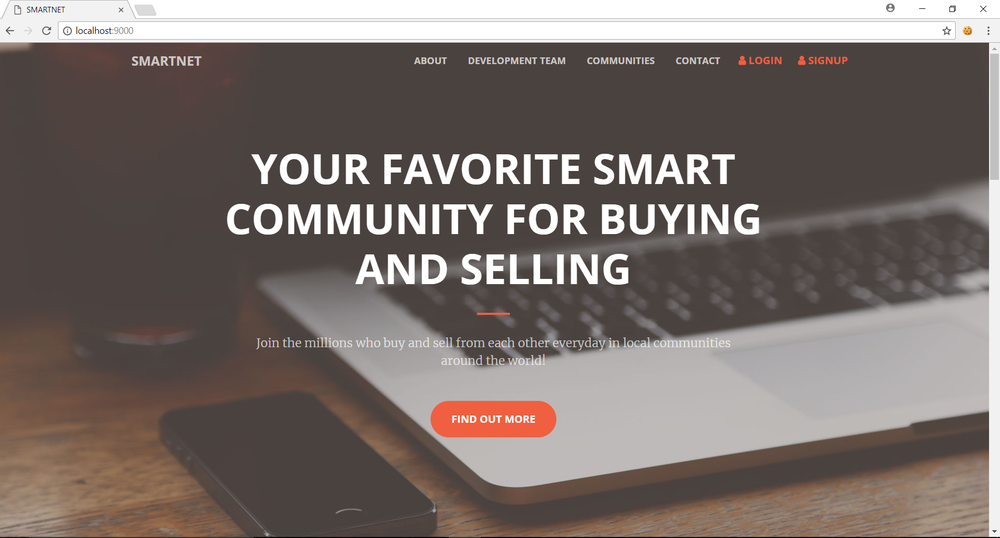 SMARTNET
localhost:9000
SMARTNET
ABOUT
DEVELOPMENT TEAM
COMMUNITIES
CONTACT
LOGIN
SIGNUP
YOUR FAVORITE SMART
COMMUNITY FOR BUYING
AND SELLING
Join the millions who buy and sell from each other everyday in local communities
around the world!
FIND OUT MORE